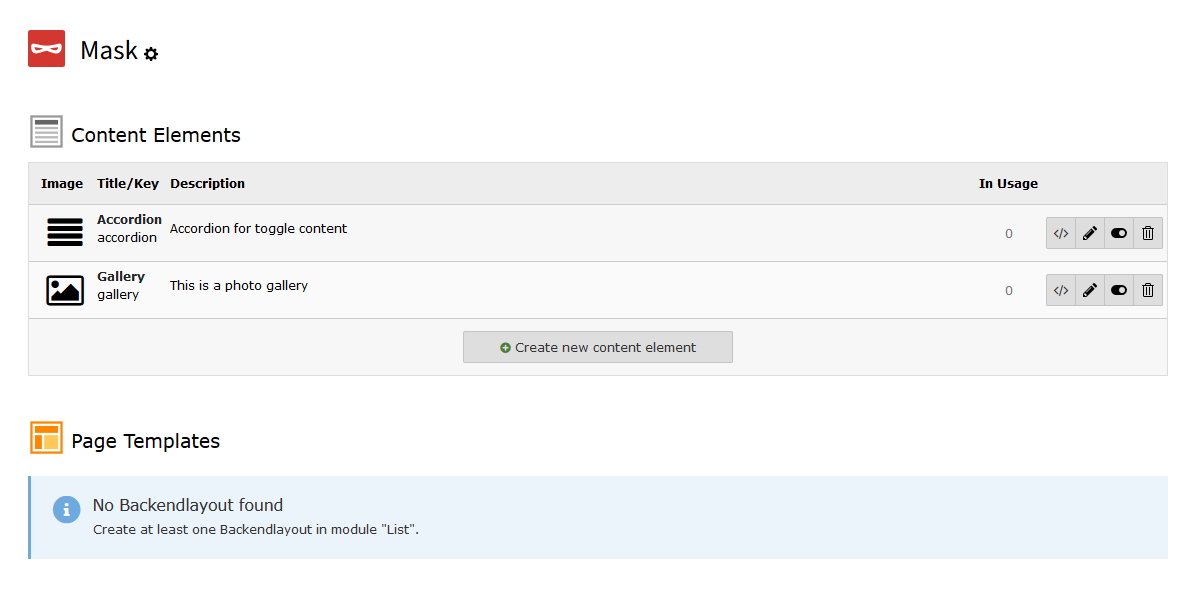 Mask
Content Elements
Image Title/Key Description In Usage
Accordion
accordion
Accordion for toggle content
0
Gallery
gallery
This is a photo gallery
0
Create new content element
Page Templates
No Backendlayout found
Create at least one Backendlayout in module "List".